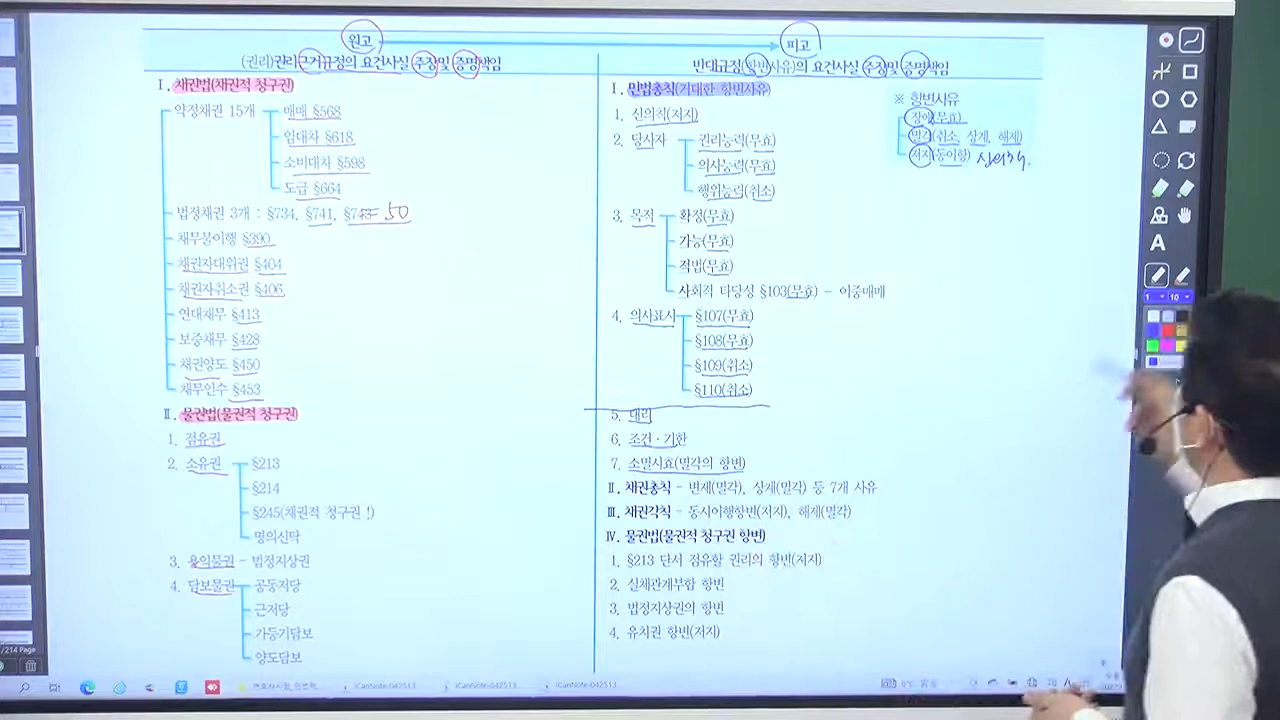 원고
피고
(권리)권리근거규정의 요건사실 주장및 증명책임
반대규정(항변사유)의 요건사실 주장및 증명책임
Ⅰ. 채권법(채권적 청구권)
약정채권 15개
매매 §568
임대차 §618
소비대차 §598
도급 §664
법정채권 3개 : §734, §741, 50
채무불이행 §390
채권자대위권 §404
채권자취소권 §406
연대채무 §413
보증채무 §428
채권양도 §450
채무인수 §453
Ⅱ. 물권법(물권적 청구권)
1. 점유권
2. 소유권
§213
§214
§245(채권적 청구권 !)
명의신탁
3. 용익물권 - 법정지상권
4. 담보물권
공동저당
근저당
가등기담보
양도담보
Ⅰ. 민법총칙(거대한 항변사유)
1. 신의칙(저지)
2. 당사자
권리능력(무효)
의사능력(무효)
행위능력(취소)
3. 목적
확정(무효)
가능(무효)
적법(무효)
사회적 타당성 §103(무효) - 이중매매
4. 의사표시
§107(무효)
§108(무효)
§109(취소)
§110(취소)
5. 대리
6. 조건·기한
7. 소멸시효(멸각의 항변)
Ⅱ. 채권총칙 - 변제(멸각), 상계(멸각) 등 7개 사유
Ⅲ. 채권각칙 - 동시이행항변(저지), 해제(멸각)
Ⅳ. 물권법(물권적 청구권 항변)
1. §213 단서 점유할 권리의 항변(저지)
2. 실체관계부합 항변
3. 법정지상권의 항변
4. 유치권 항변(저지)
※ 항변사유
장애(무효)
멸각(취소, 상계, 해제)
저지(동이항)
/214 Page
1
10
iCanNote-042513
iCanNote-042513
iCanNote-042513